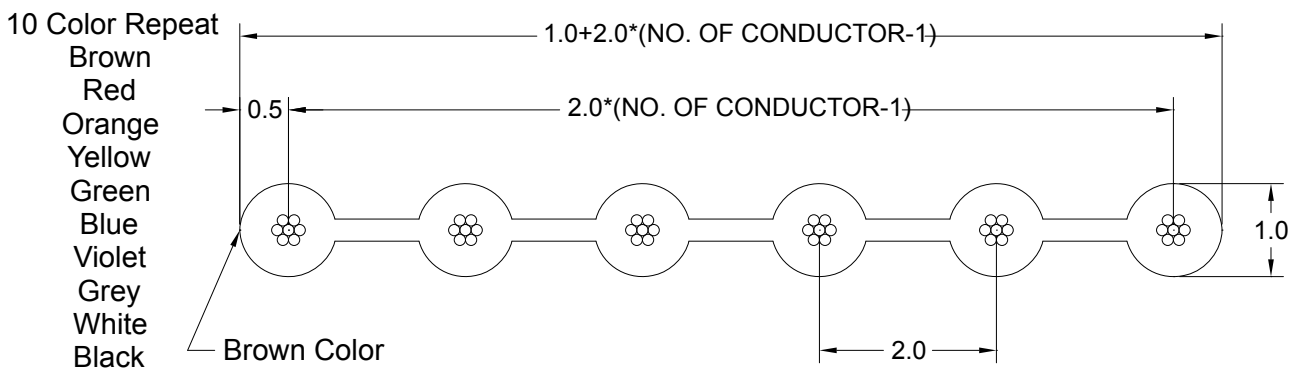 10 Color Repeat
Brown
Red
Orange
Yellow
Green
Blue
Violet
Grey
White
Black
1.0+2.0*(NO. OF CONDUCTOR-1)
0.5
2.0*(NO. OF CONDUCTOR-1)
1.0
2.0
Brown Color